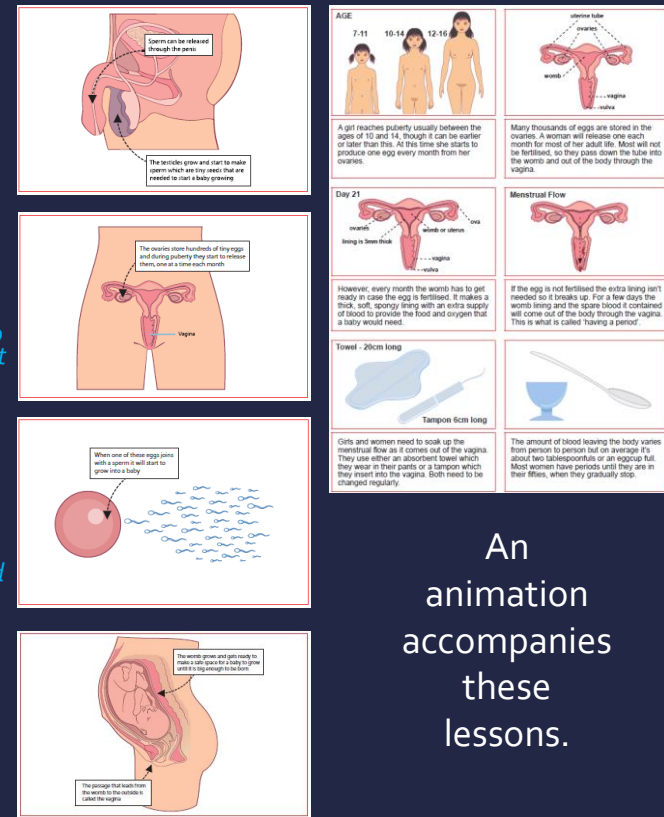 Sperm can be released
through the penis
The testicles grow and start to make
sperm which are tiny seeds that are
needed to start a baby growing
The ovaries store hundreds of tiny eggs
and during puberty they start to release
them, one at a time each month
Vagina
When one of these eggs joins
with a sperm it will start to
grow into a baby
The womb grows and gets ready to
make a safe space for a baby to grow
until it is big enough to be born
The passage that leads from
the womb to the outside is
called the vagina
AGE
7-11 10-14 12-16
A girl reaches puberty usually between the
ages of 10 and 14, though it can be earlier
or later than this. At this time she starts to
produce one egg every month from her
ovaries.
uterine tube
ovaries
womb
vagina
vulva
Many thousands of eggs are stored in the
ovaries. A woman will release one each
month for most of her adult life. Most will not
be fertilised, so they pass down the tube into
the womb and out of the body through the
vagina.
Day 21
ovaries
ova
womb or uterus
lining is 3mm thick
vagina
vulva
However, every month the womb has to get
ready in case the egg is fertilised. It makes a
thick, soft, spongy lining with an extra supply
of blood to provide the food and oxygen that
a baby would need.
Menstrual Flow
If the egg is not fertilised the extra lining isn't
needed so it breaks up. For a few days the
womb lining and the spare blood it contained
will come out of the body through the vagina.
This is what is called 'having a period'.
Towel - 20cm long
Tampon 6cm long
Girls and women need to soak up the
menstrual flow as it comes out of the vagina.
They use either an absorbent towel which
they wear in their pants or a tampon which
they insert into the vagina. Both need to be
changed regularly.
The amount of blood leaving the body varies
from person to person but on average it's
about two tablespoonfuls or an eggcup full.
Most women have periods until they are in
their fifties, when they gradually stop.
An
animation
accompanies
these
lessons.